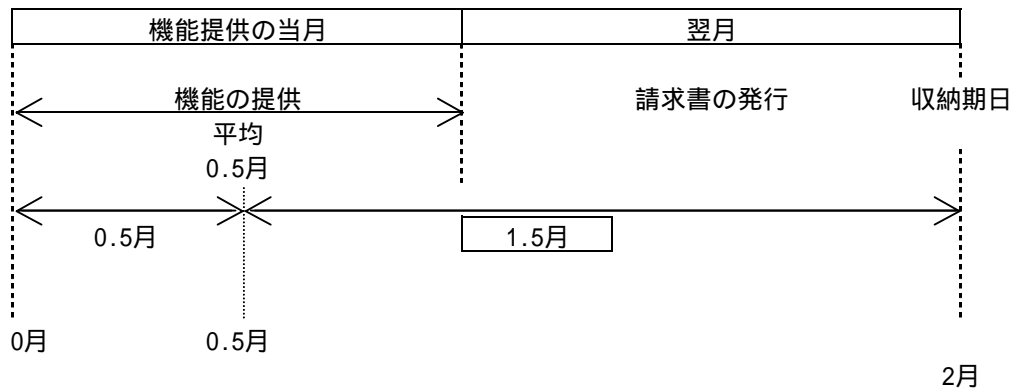 機能提供の当月 翌月
機能の提供 請求書の発行 収納期日
平均
0.5月
0.5月 1.5月
0月 0.5月
2月